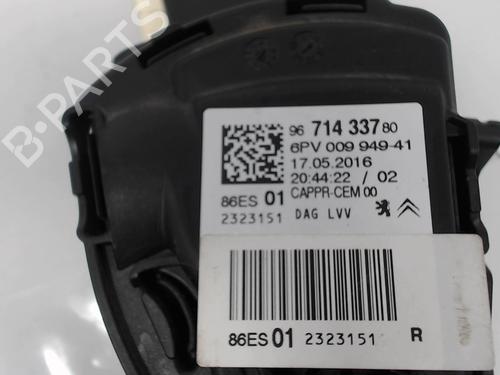 B-PARTS
96 714 337 80
6PV 009 949-41
17.05.2016
20:44:22 / 02
CAPPR-CEM 00
86ES 01
2323151 DAG LVV
86ES 01 2323151 R